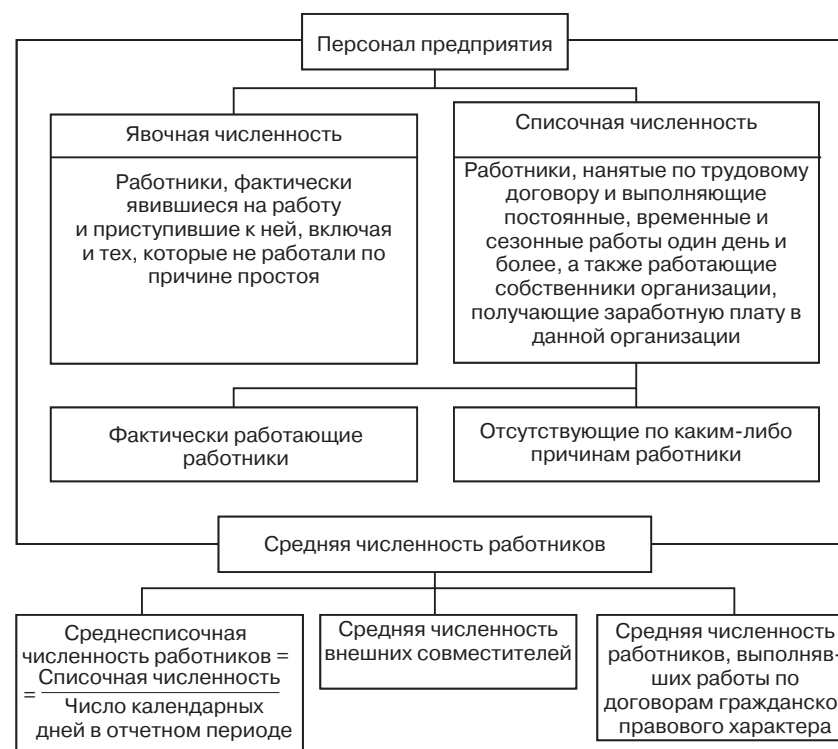 Персонал предприятия
Явочная численность
Работники, фактически
явившиеся на работу
и приступившие к ней, включая
и тех, которые не работали по
причине простоя
Списочная численность
Работники, нанятые по трудовому
договору и выполняющие
постоянные, временные и
сезонные работы один день и
более, а также работающие
собственники организации,
получающие заработную плату в
данной организации
Фактически работающие
работники
Отсутствующие по каким-либо
причинам работники
Средняя численность работников
Среднесписочная
численность работников =
= Списочная численность
Число календарных
дней в отчетном периоде
Средняя численность
внешних совместителей
Средняя численность
работников, выполняв-
ших работы по
договорам гражданско
правового характера